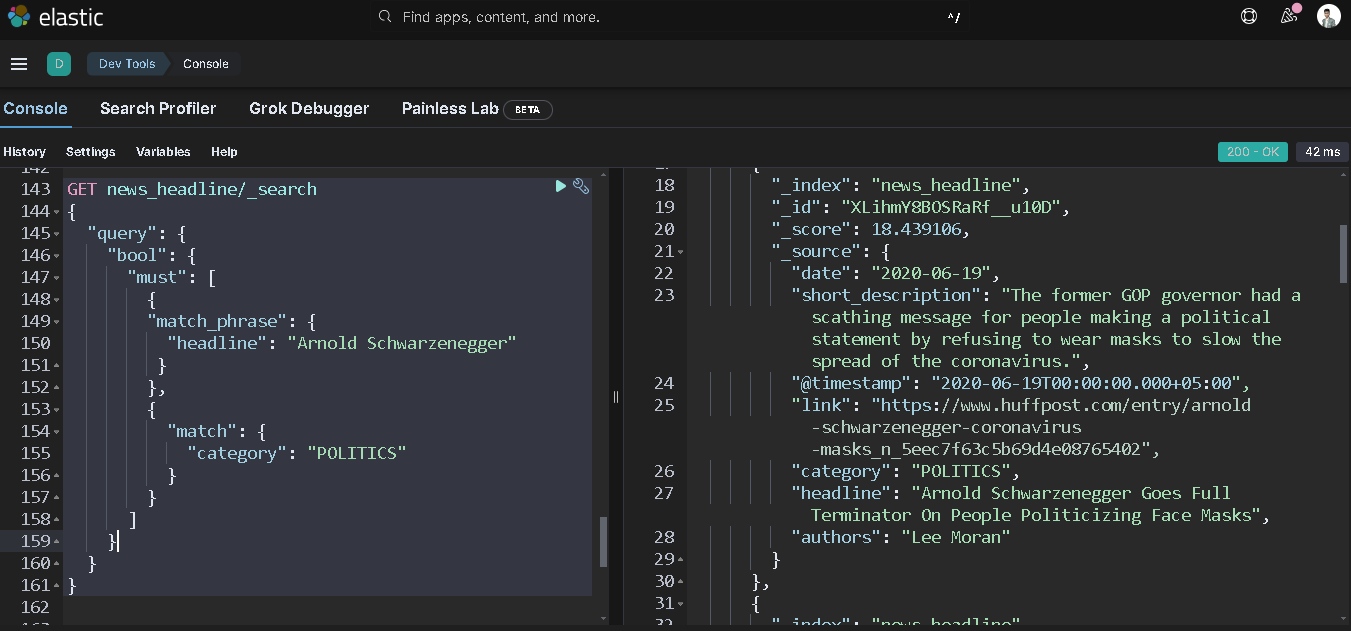 elastic
Find apps, content, and more.
^/
D
Dev Tools
Console
Console
Search Profiler
Grok Debugger
Painless Lab
BETA
History
Settings
Variables
Help
200 - OK
42 ms
142
143 GET news_headline/_search
144 {
145 "query": {
146 "bool": {
147 "must": [
148 {
149 "match_phrase": {
150 "headline": "Arnold Schwarzenegger"
151 }
152 },
153 {
154 "match": {
155 "category": "POLITICS"
156 }
157 }
158 ]
159 }
160 }
161 }
162
{
18 "_index": "news_headline",
19 "_id": "XLihmY8BOSRaRf__u10D",
20 "_score": 18.439106,
21 "_source": {
22 "date": "2020-06-19",
23 "short_description": "The former GOP governor had a
scathing message for people making a political
statement by refusing to wear masks to slow the
spread of the coronavirus.",
24 "@timestamp": "2020-06-19T00:00:00.000+05:00",
25 "link": "https://www.huffpost.com/entry/arnold
-schwarzenegger-coronavirus
-masks_n_5eec7f63c5b69d4e08765402",
26 "category": "POLITICS",
27 "headline": "Arnold Schwarzenegger Goes Full
Terminator On People Politicizing Face Masks",
28 "authors": "Lee Moran"
29 }
30 },
31 {
32 "_index": "news_headline"